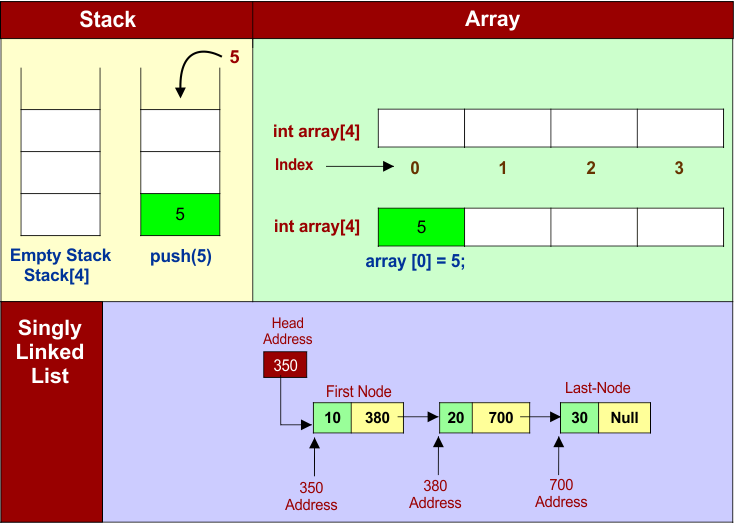 Stack
Array
5
5
Empty Stack
Stack[4]
push(5)
int array[4]
Index
0 1 2 3
int array[4]
5
array [0] = 5;
Singly
Linked
List
Head
Address
350
First Node
Last-Node
10 380 20 700 30 Null
350
Address
380
Address
700
Address